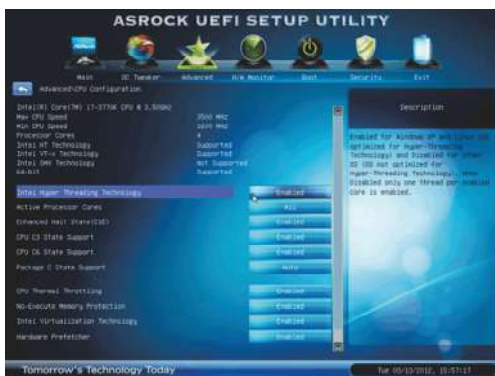 ASROCK UEFI SETUP UTILITY
Main OC Tweaker Advanced H/W Monitor Boot Security Exit
Advanced\CPU Configuration
Description
Intel(R) Core(TM) i7-3770K CPU @ 3.50GHz
Max CPU Speed 3500 MHz
Min CPU Speed 1600 MHz
Processor Cores 4
Intel HT Technology Supported
Intel VT-x Technology Supported
Intel SMX Technology Not Supported
64-bit Supported
Enabled for Windows XP and Linux (OS
optimized for Hyper-Threading
Technology) and Disabled for other
OS (OS not optimized for
Hyper-Threading Technology). When
Disabled only one thread per enabled
core is enabled.
Intel Hyper Threading Technology Enabled
Active Processor Cores All
Enhanced Halt State(C1E) Enabled
CPU C3 State Support Enabled
CPU C6 State Support Enabled
Package C State Support Auto
CPU Thermal Throttling Enabled
No-Execute Memory Protection Enabled
Intel Virtualization Technology Enabled
Hardware Prefetcher Enabled
Tomorrow's Technology Today
Tue 05/15/2012, 15:57:17